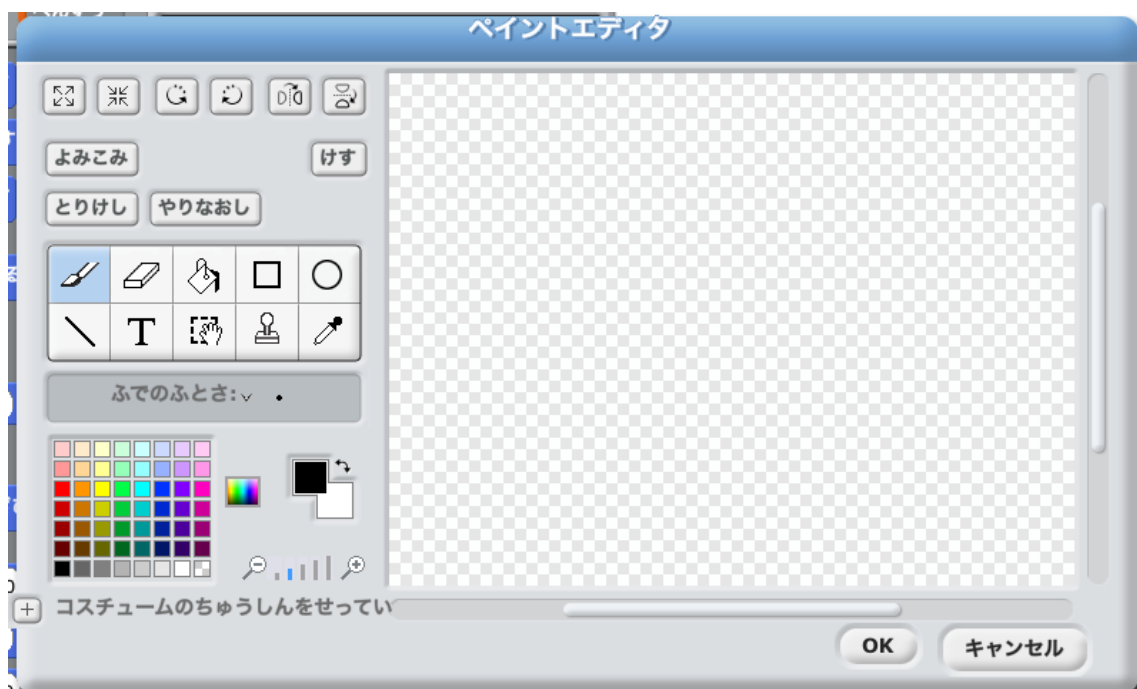 ペイントエディタ
よみこみ
けす
とりけし
やりなおし
T
ふでのふとさ:
コスチュームのちゅうしんをせってい
OK
キャンセル